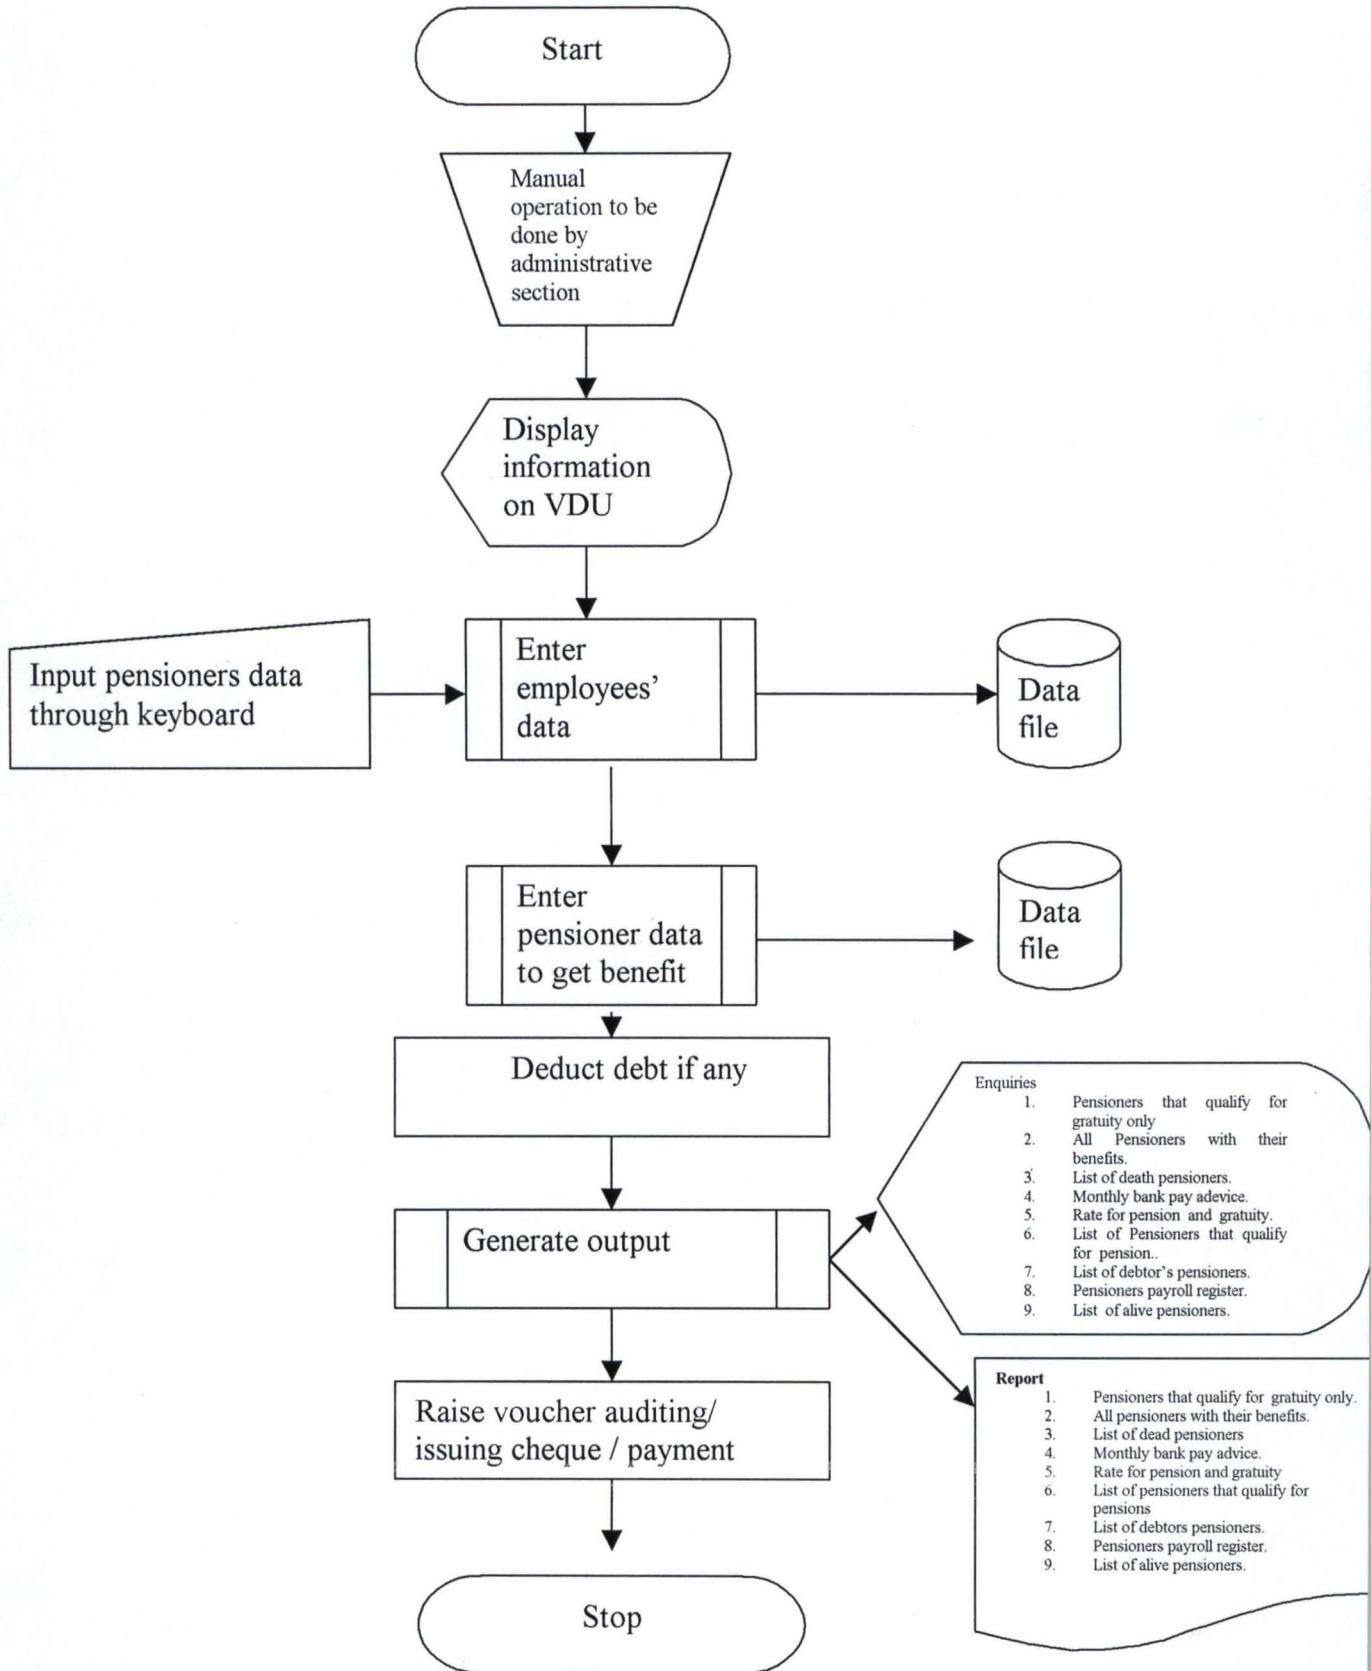 Start
Manual
operation to be
done by
administrative
section
Display
information
on VDU
Input pensioners data
through keyboard
Enter
employees'
data
Data
file
Enter
pensioner data
to get benefit
Data
file
Deduct debt if any
Enquiries
1. Pensioners that qualify for
gratuity only
2. All Pensioners with their
benefits.
3. List of death pensioners.
4. Monthly bank pay adevice.
5. Rate for pension and gratuity.
6. List of Pensioners that qualify
for pension..
7. List of debtor's pensioners.
8. Pensioners payroll register.
9. List of alive pensioners.
Generate output
Report
1. Pensioners that qualify for gratuity only.
2. All pensioners with their benefits.
3. List of dead pensioners
4. Monthly bank pay advice.
5. Rate for pension and gratuity
6. List of pensioners that qualify for
pensions
7. List of debtors pensioners.
8. Pensioners payroll register.
9. List of alive pensioners.
Raise voucher auditing/
issuing cheque / payment
Stop